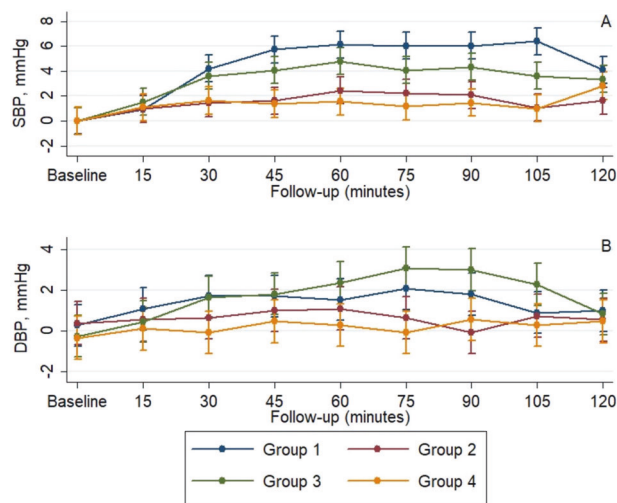 A
SBP, mmHg
8
6
4
2
0
-2
Baseline 15 30 45 60 75 90 105 120
Follow-up (minutes)
B
DBP, mmHg
4
2
0
-2
Baseline 15 30 45 60 75 90 105 120
Follow-up (minutes)
Group 1 Group 2
Group 3 Group 4